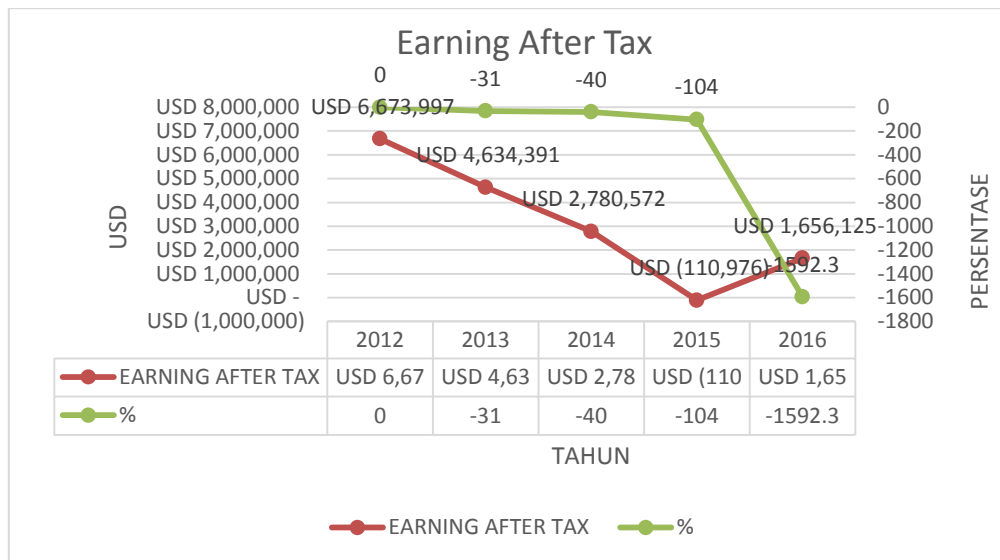 Earning After Tax
0 -31 -40 -104
USD 8,000,000
USD 7,000,000
USD 6,000,000
USD 5,000,000
USD 4,000,000
USD 3,000,000
USD 2,000,000
USD 1,000,000
USD -
USD (1,000,000)
USD
USD 6,673,997
USD 4,634,391
USD 2,780,572
USD (110,976)
USD 1,656,125
-1592.3
0
-200
-400
-600
-800
-1000
-1200
-1400
-1600
-1800
PERSENTASE
2012 2013 2014 2015 2016
EARNING AFTER TAX USD 6,67 USD 4,63 USD 2,78 USD (110 USD 1,65
% 0 -31 -40 -104 -1592.3
TAHUN
EARNING AFTER TAX %